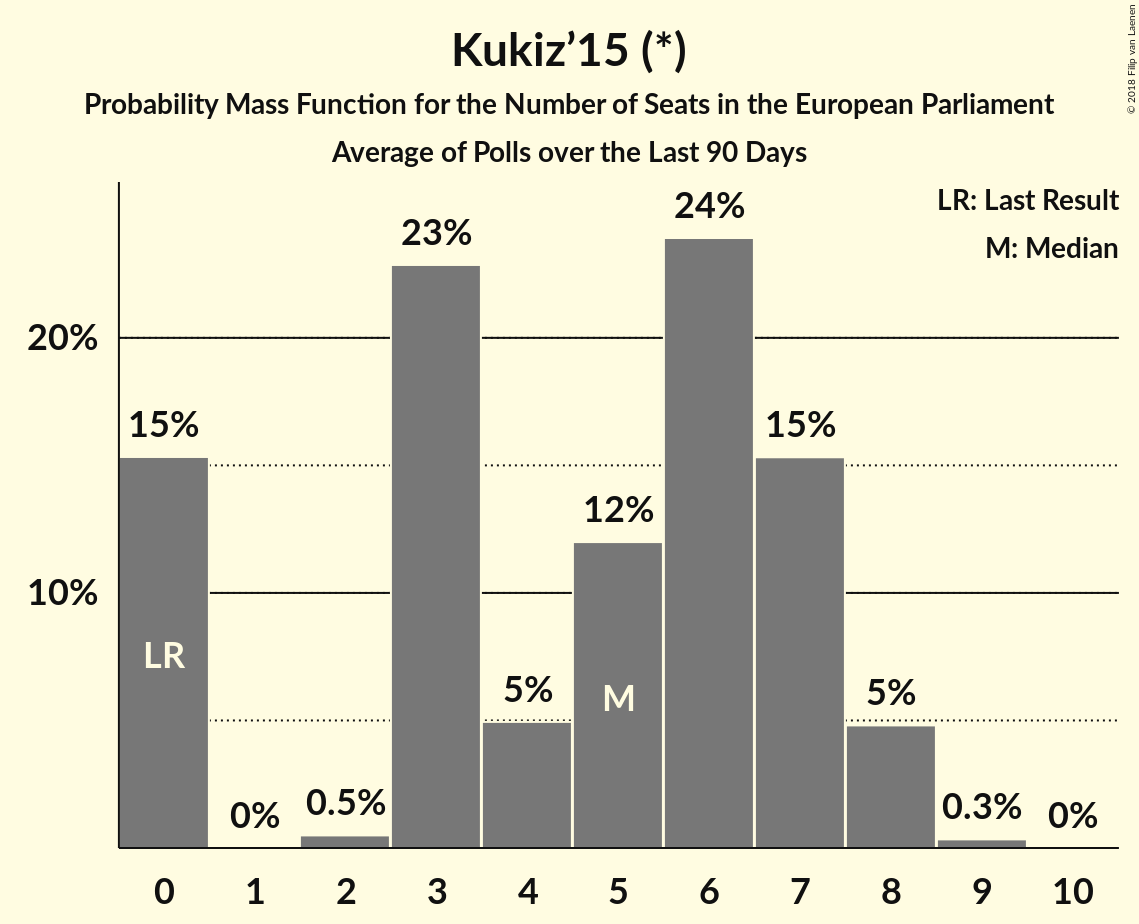 Kukiz’15 (*)
Probability Mass Function for the Number of Seats in the European Parliament
Average of Polls over the Last 90 Days
© 2018 Filip van Laenen
LR: Last Result
M: Median
20%
10%
15%
0%
0.5%
23%
5%
12%
24%
15%
5%
0.3%
0%
LR
M
0 1 2 3 4 5 6 7 8 9 10